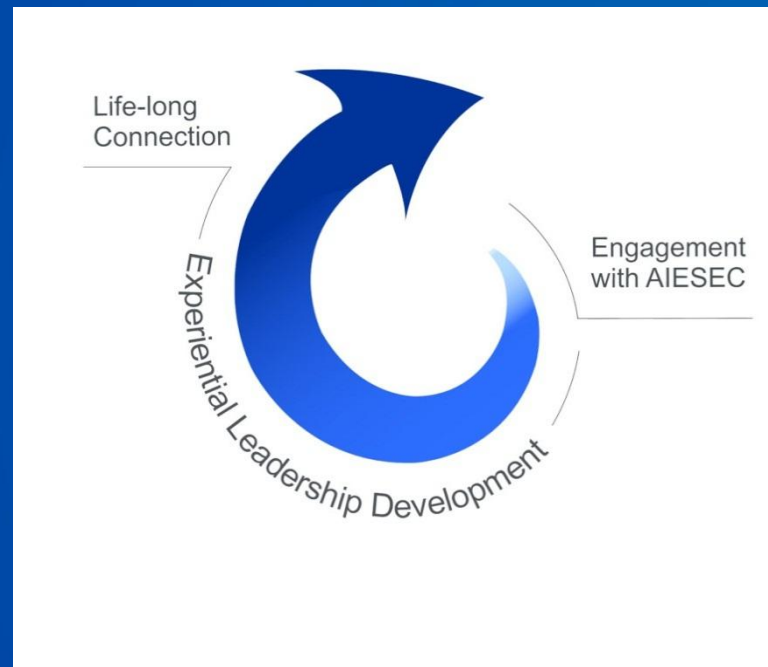 Life-long
Connection
Engagement
with AIESEC
Experiential Leadership Development